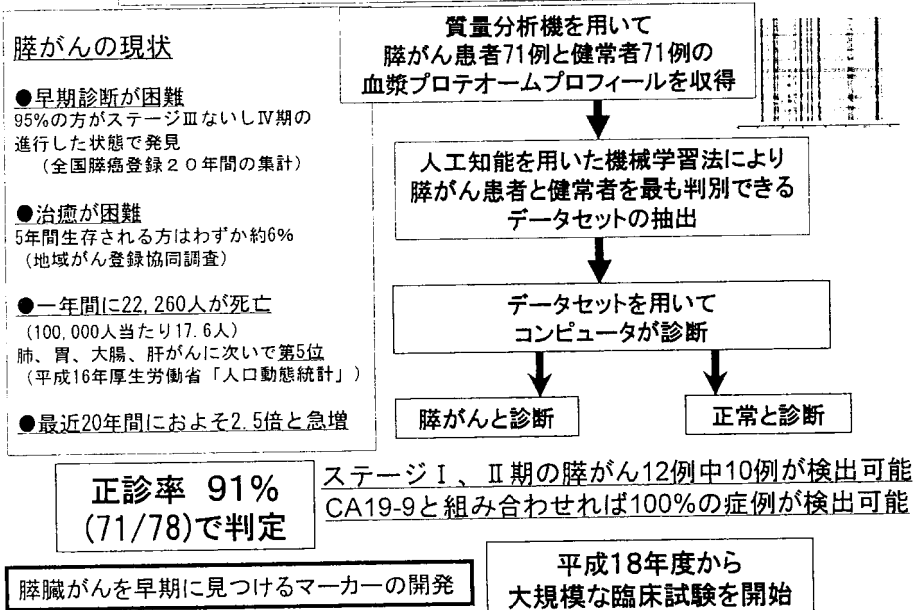 膵がんの現状
●早期診断が困難
95%の方がステージⅢないしⅣ期の
進行した状態で発見
（全国膵癌登録２０年間の集計）
●治癒が困難
5年間生存される方はわずか約6%
（地域がん登録協同調査）
●一年間に22,260人が死亡
（100,000人当たり17.6人）
肺、胃、大腸、肝がんに次いで第5位
（平成16年厚生労働省「人口動態統計」）
●最近20年間におよそ2.5倍と急増
質量分析機を用いて
膵がん患者71例と健常者71例の
血漿プロテオームプロフィールを取得
人工知能を用いた機械学習法により
膵がん患者と健常者を最も判別できる
データセットの抽出
データセットを用いて
コンピュータが診断
膵がんと診断
正常と診断
正診率 91%
(71/78)で判定
ステージⅠ、Ⅱ期の膵がん12例中10例が検出可能
CA19-9と組み合わせれば100%の症例が検出可能
膵臓がんを早期に見つけるマーカーの開発
平成18年度から
大規模な臨床試験を開始